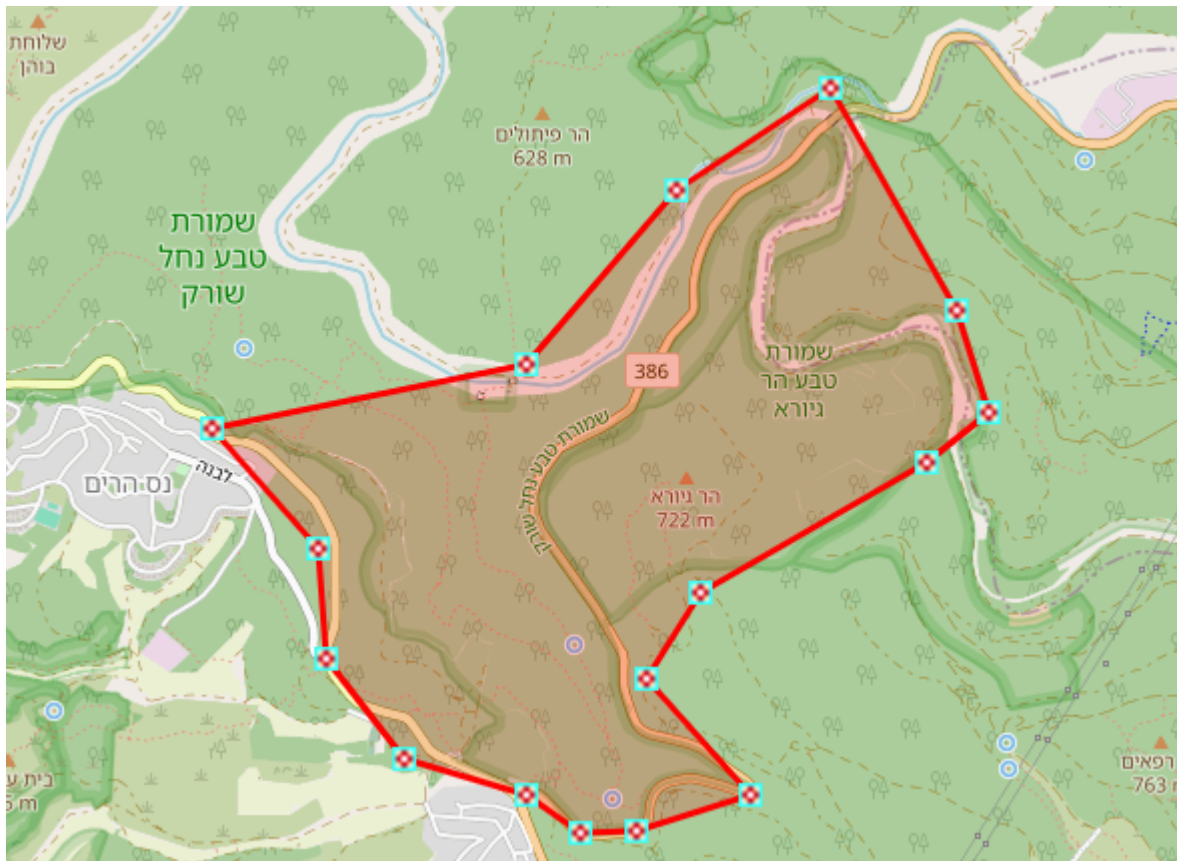 שלוחת
בוהן
הר פיתולים
628 m
שמורת
טבע נחל
שורק
386
שמורת
טבע הר
גיורא
שמורת טבע נחל שורק
לבנה
נס הרים
הר גיורא
722 m
בית
רפאים
763